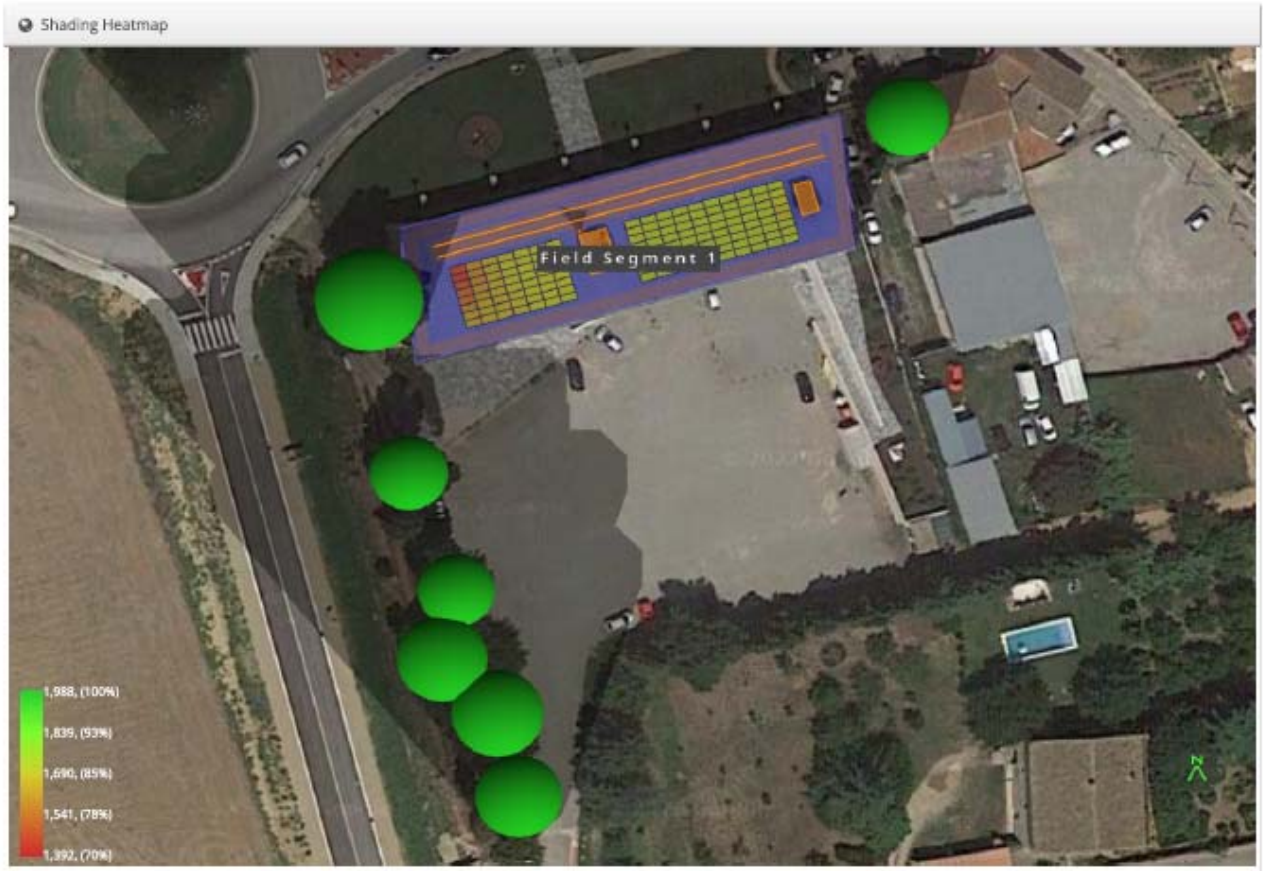 Shading Heatmap
Field Segment 1
1,988, (100%)
1,839, (93%)
1,690, (85%)
1,541, (78%)
1,392, (70%)
N